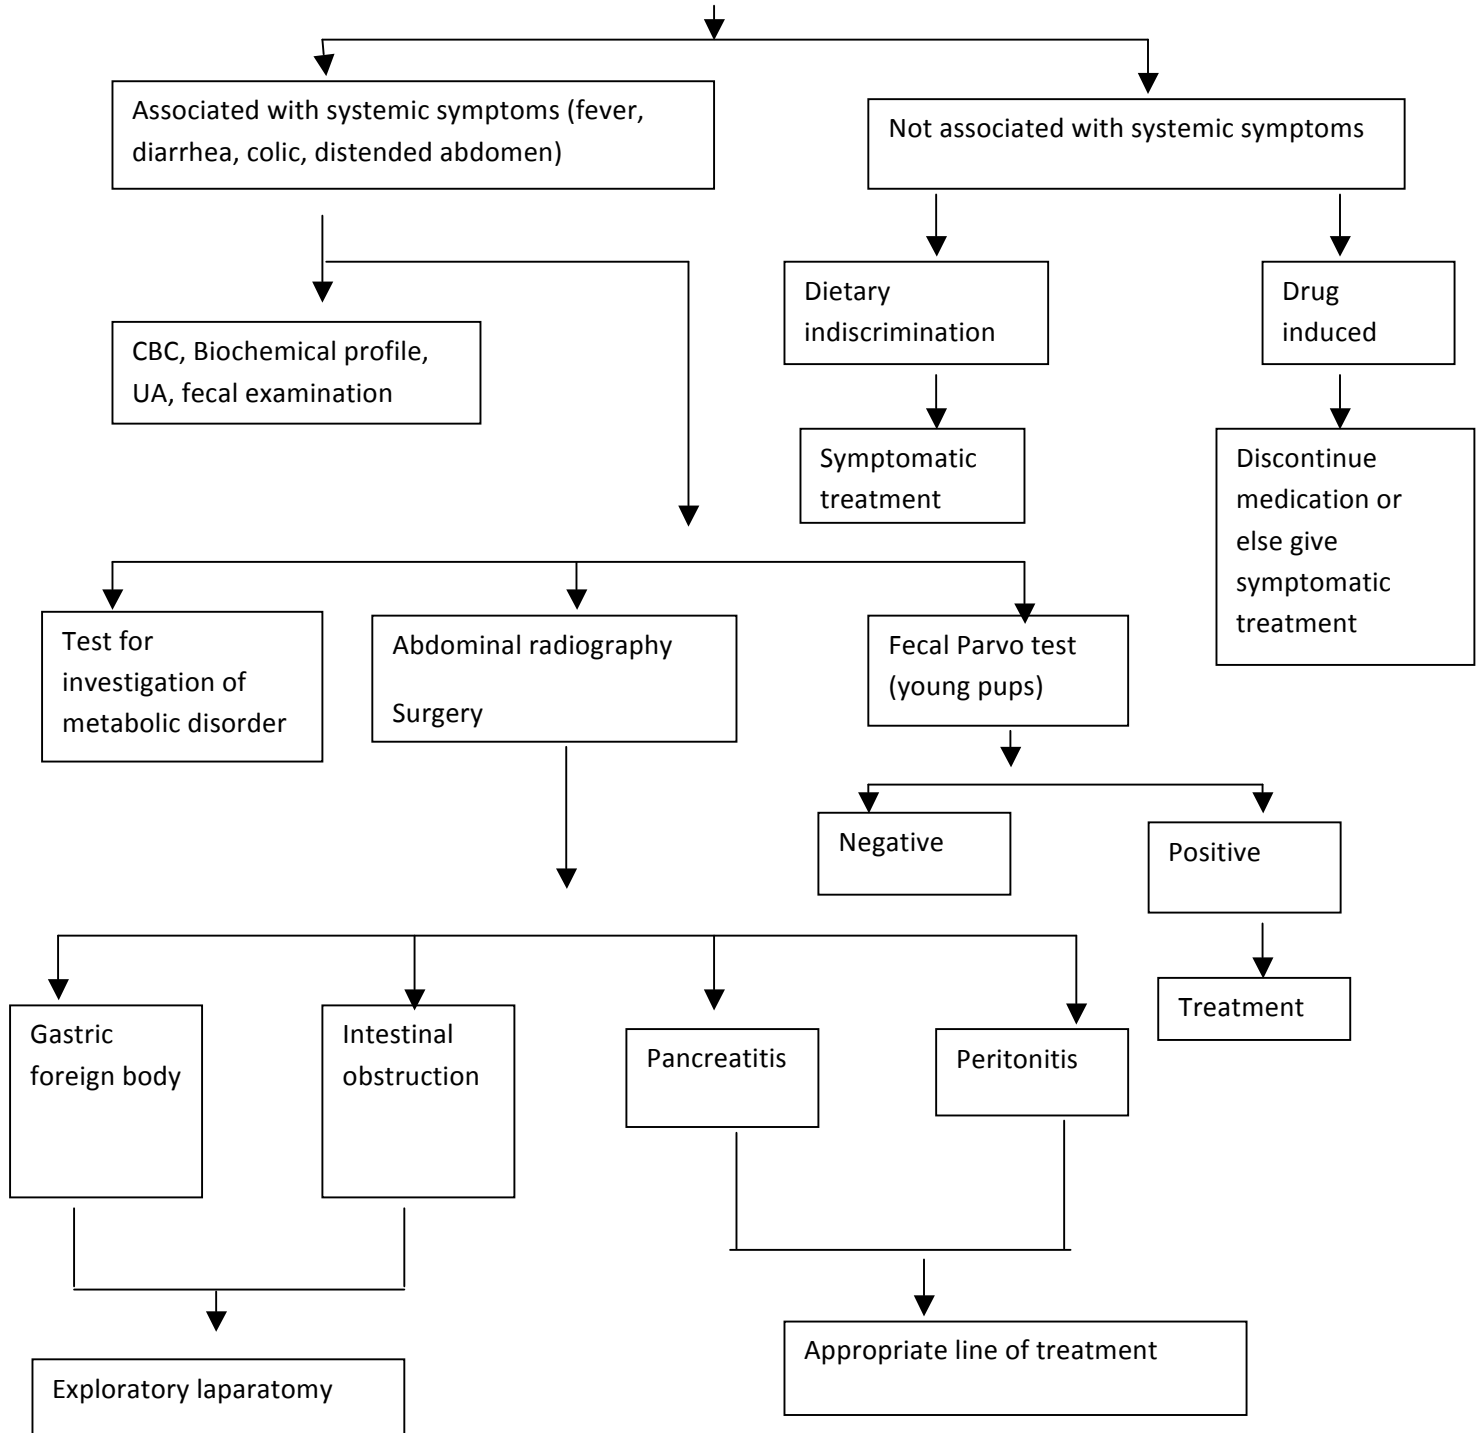 Associated with systemic symptoms (fever,
diarrhea, colic, distended abdomen)
Not associated with systemic symptoms
CBC, Biochemical profile,
UA, fecal examination
Dietary
indiscrimination
Drug
induced
Symptomatic
treatment
Discontinue
medication or
else give
symptomatic
treatment
Test for
investigation of
metabolic disorder
Abdominal radiography
Surgery
Fecal Parvo test
(young pups)
Negative
Positive
Treatment
Gastric
foreign body
Intestinal
obstruction
Pancreatitis
Peritonitis
Exploratory laparatomy
Appropriate line of treatment